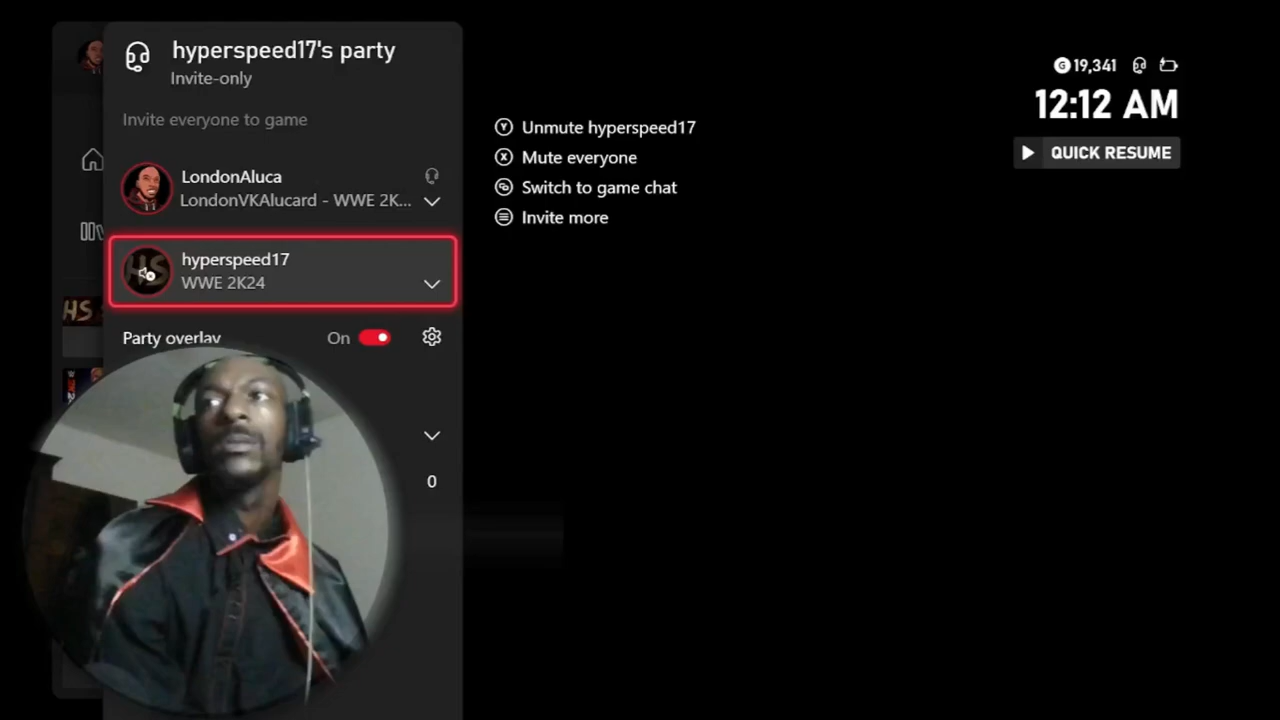 hyperspeed17's party
Invite-only
Invite everyone to game
LondonAluca
LondonVKAlucard - WWE 2K...
hyperspeed17
WWE 2K24
Party overlay
On
0
Y Unmute hyperspeed17
X Mute everyone
Switch to game chat
Invite more
G 19,341
12:12 AM
QUICK RESUME
HS